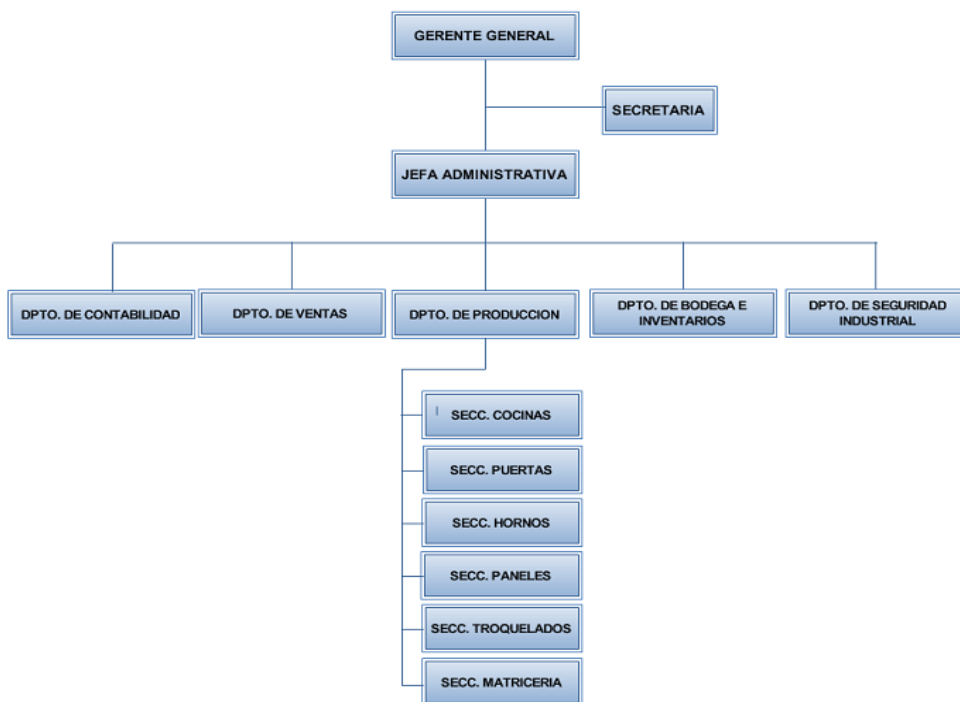 GERENTE GENERAL
SECRETARIA
JEFA ADMINISTRATIVA
DPTO. DE CONTABILIDAD
DPTO. DE VENTAS
DPTO. DE PRODUCCION
DPTO. DE BODEGA E
INVENTARIOS
DPTO. DE SEGURIDAD
INDUSTRIAL
SECC. COCINAS
SECC. PUERTAS
SECC. HORNOS
SECC. PANELES
SECC. TROQUELADOS
SECC. MATRICERIA